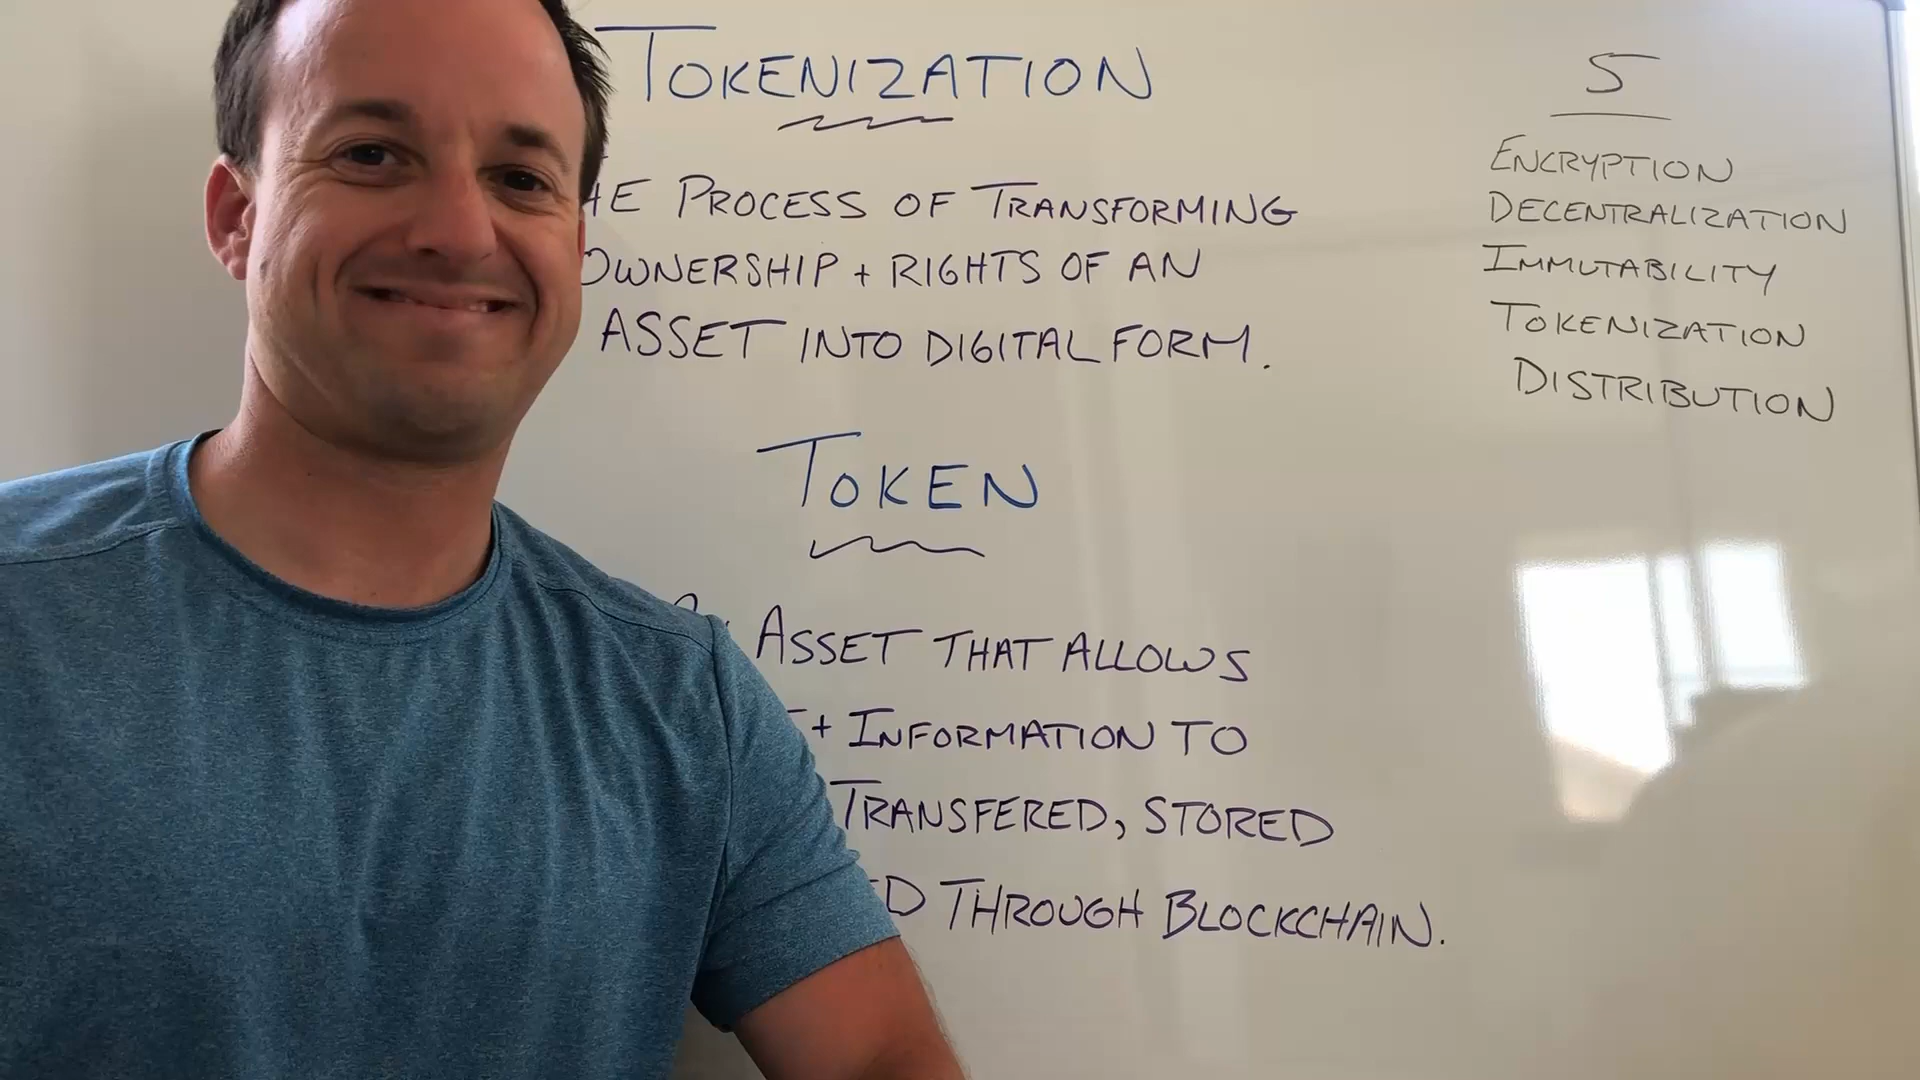 TOKENIZATION
PROCESS OF TRANSFORMING
OWNERSHIP + RIGHTS OF AN
ASSET INTO DIGITAL FORM.
TOKEN
ASSET THAT ALLOWS
+ INFORMATION TO
TRANSFERED, STORED
THROUGH BLOCKCHAIN.
5
ENCRYPTION
DECENTRALIZATION
IMMUTABILITY
TOKENIZATION
DISTRIBUTION